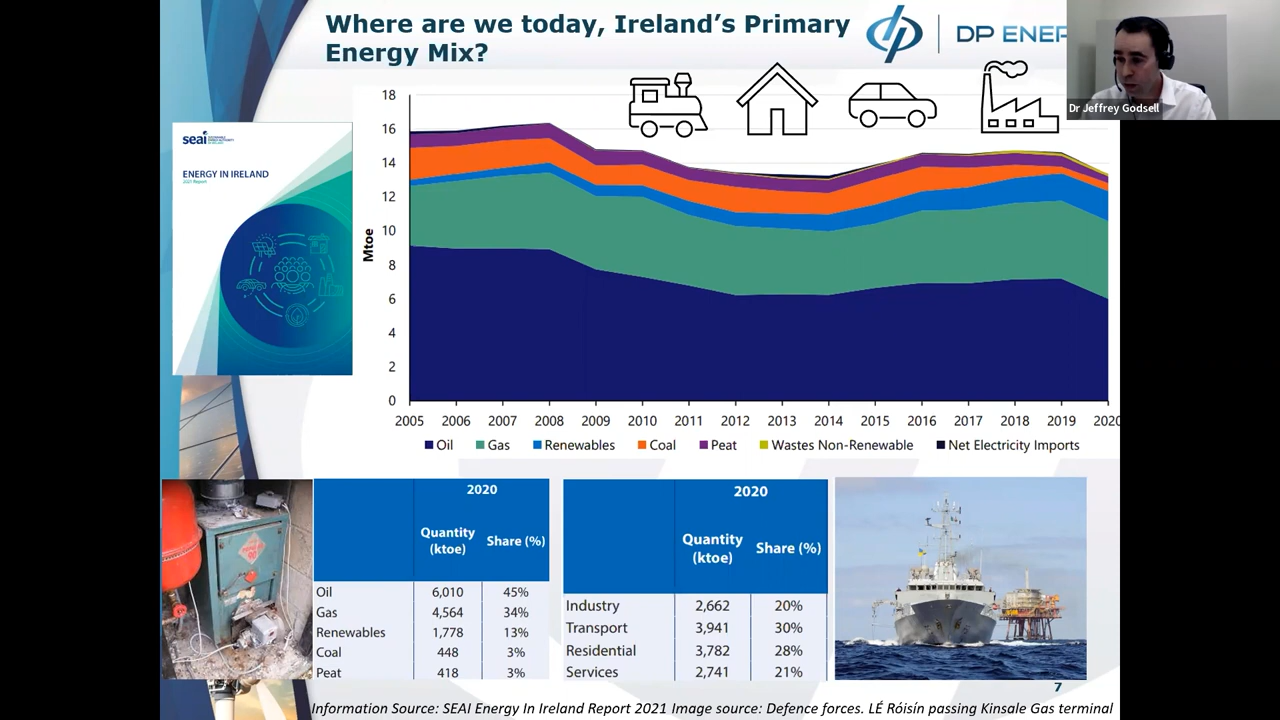 Where are we today, Ireland's Primary
Energy Mix?
DP ENER
Dr Jeffrey Godsell
seai
ENERGY IN IRELAND
2021 Report
Mtoe
18
16
14
12
10
8
6
4
2
0
2005 2006 2007 2008 2009 2010 2011 2012 2013 2014 2015 2016 2017 2018 2019 2020
Oil Gas Renewables Coal Peat Wastes Non-Renewable Net Electricity Imports
2020
Quantity (ktoe) Share (%)
Oil 6,010 45%
Gas 4,564 34%
Renewables 1,778 13%
Coal 448 3%
Peat 418 3%
2020
Quantity (ktoe) Share (%)
Industry 2,662 20%
Transport 3,941 30%
Residential 3,782 28%
Services 2,741 21%
7
Information Source: SEAI Energy In Ireland Report 2021 Image source: Defence forces. LÉ Róisín passing Kinsale Gas terminal